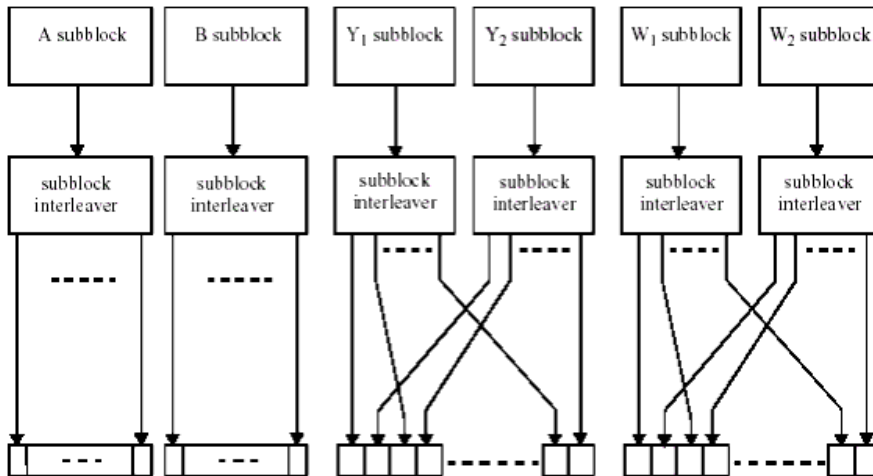 A subblock
B subblock
Y₁ subblock
Y₂ subblock
W₁ subblock
W₂ subblock
subblock
interleaver
subblock
interleaver
subblock
interleaver
subblock
interleaver
subblock
interleaver
subblock
interleaver